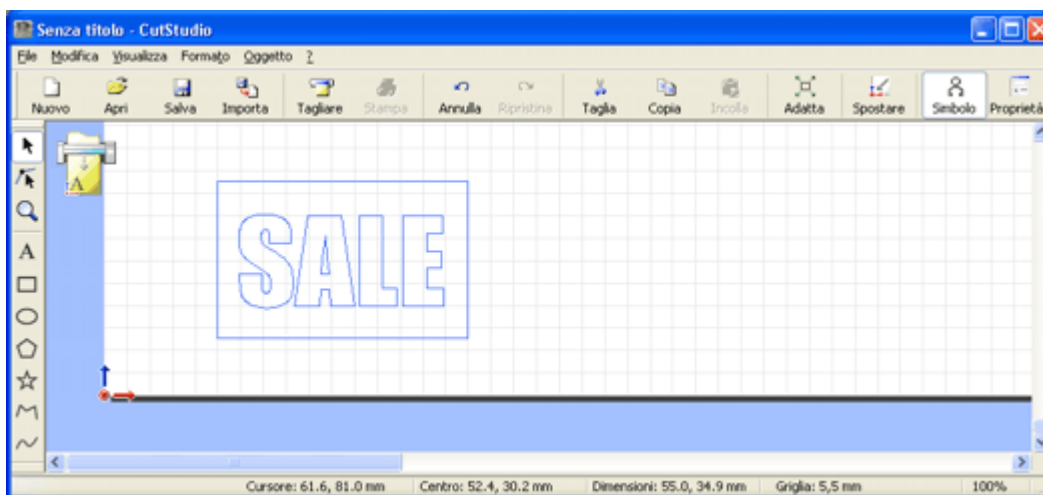 Senza titolo - CutStudio
File Modifica Visualizza Formato Oggetto ?
Nuovo Apri Salva Importa Tagliare Stampa Annulla Ripristina Taglia Copia Incolla Adatta Spostare Simbolo Proprietà
A
A
SALE
Cursore: 61.6, 81.0 mm Centro: 52.4, 30.2 mm Dimensioni: 55.0, 34.9 mm Griglia: 5,5 mm 100%